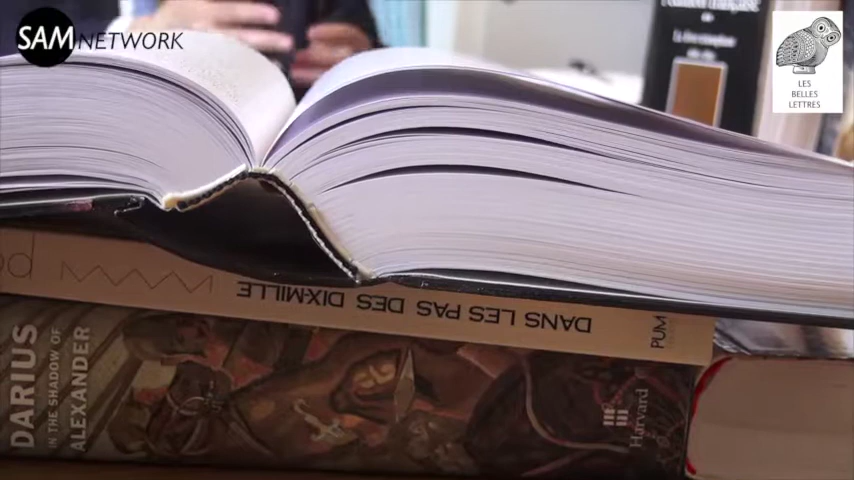 SAM NETWORK
LES
BELLES
LETTRES
DANS LES PAS DES DIX-MILLE
PUM
DARIUS
IN THE SHADOW OF
ALEXANDER
Harvard